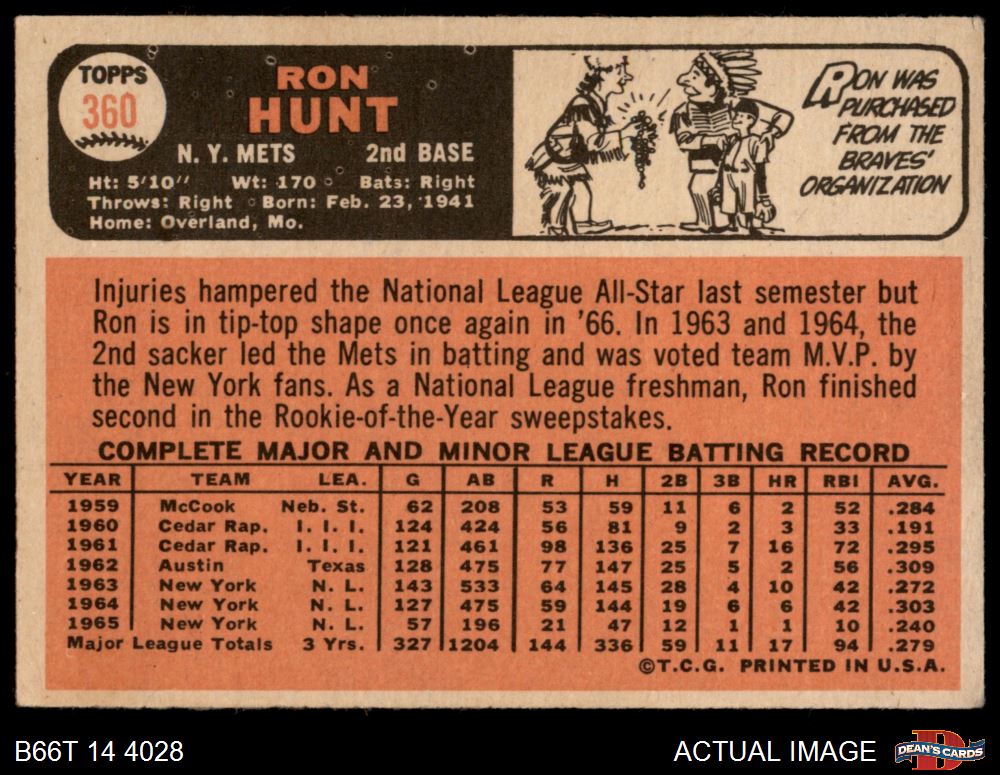 TOPPS
360
RON
HUNT
N. Y. METS 2nd BASE
Ht: 5'10" Wt: 170 Bats: Right
Throws: Right Born: Feb. 23, 1941
Home: Overland, Mo.
RON WAS
PURCHASED
FROM THE
BRAVES'
ORGANIZATION
Injuries hampered the National League All-Star last semester but
Ron is in tip-top shape once again in '66. In 1963 and 1964, the
2nd sacker led the Mets in batting and was voted team M.V.P. by
the New York fans. As a National League freshman, Ron finished
second in the Rookie-of-the-Year sweepstakes.
COMPLETE MAJOR AND MINOR LEAGUE BATTING RECORD
YEAR TEAM LEA. G AB R H 2B 3B HR RBI AVG.
1959 McCook Neb. St. 62 208 53 59 11 6 2 52 .284
1960 Cedar Rap. I. I. I. 124 424 56 81 9 2 3 33 .191
1961 Cedar Rap. I. I. I. 121 461 98 136 25 7 16 72 .295
1962 Austin Texas 128 475 77 147 25 5 2 56 .309
1963 New York N. L. 143 533 64 145 28 4 10 42 .272
1964 New York N. L. 127 475 59 144 19 6 6 42 .303
1965 New York N. L. 57 196 21 47 12 1 1 10 .240
Major League Totals 3 Yrs. 327 1204 144 336 59 11 17 94 .279
©T.C.G. PRINTED IN U.S.A.
B66T 14 4028
ACTUAL IMAGE
DEAN'S CARDS